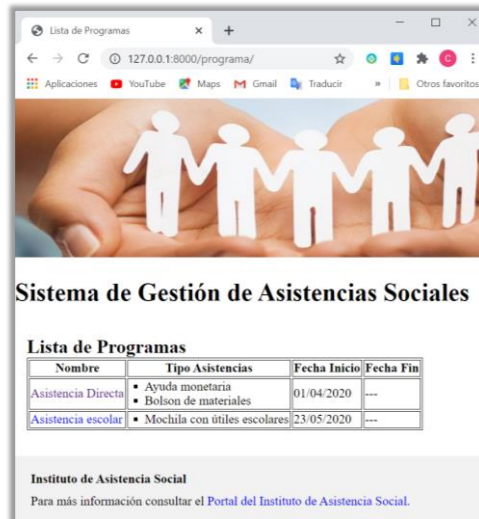 Lista de Programas
127.0.0.1:8000/programa/
C
Aplicaciones YouTube Maps Gmail Traducir » Otros favoritos
Sistema de Gestión de Asistencias Sociales
Lista de Programas
Nombre Tipo Asistencias Fecha Inicio Fecha Fin
Asistencia Directa
▪ Ayuda monetaria
▪ Bolson de materiales
01/04/2020 ---
Asistencia escolar ▪ Mochila con útiles escolares 23/05/2020 ---
Instituto de Asistencia Social
Para más información consultar el Portal del Instituto de Asistencia Social.